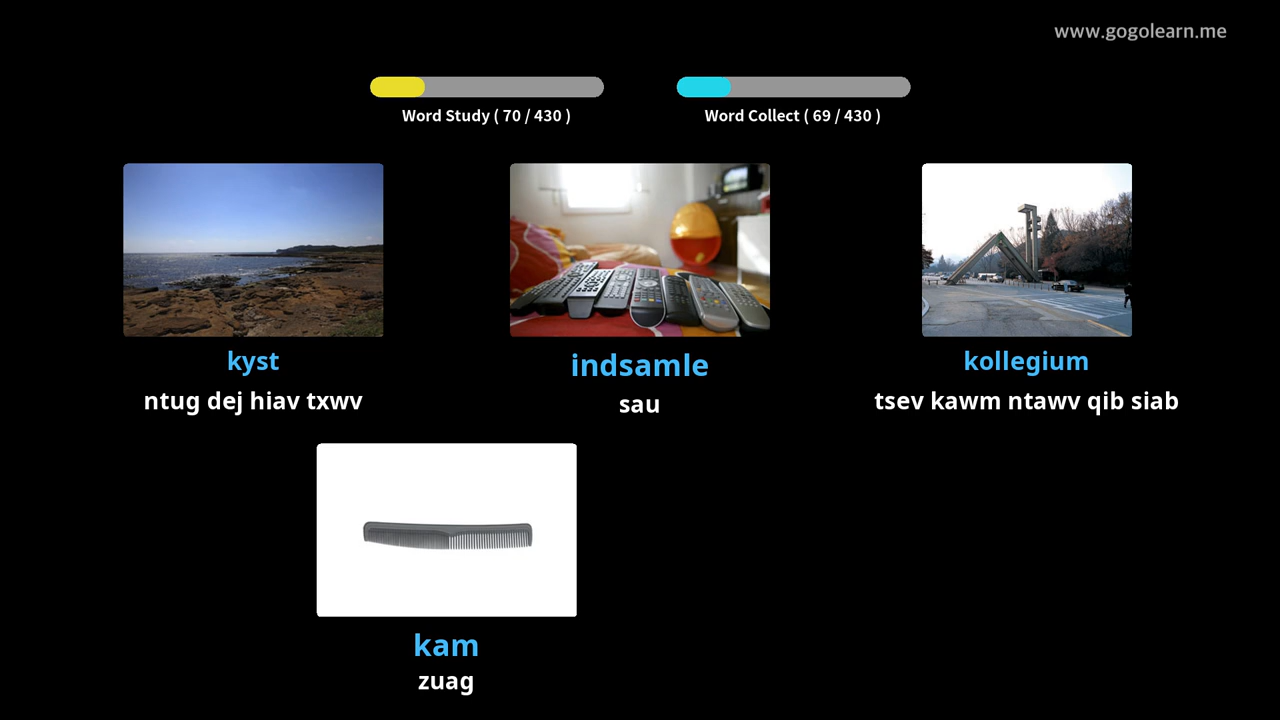 www.gogolearn.me
Word Study ( 70 / 430 )
Word Collect ( 69 / 430 )
kyst
ntug dej hiav txwv
indsamle
sau
kollegium
tsev kawm ntawv qib siab
kam
zuag